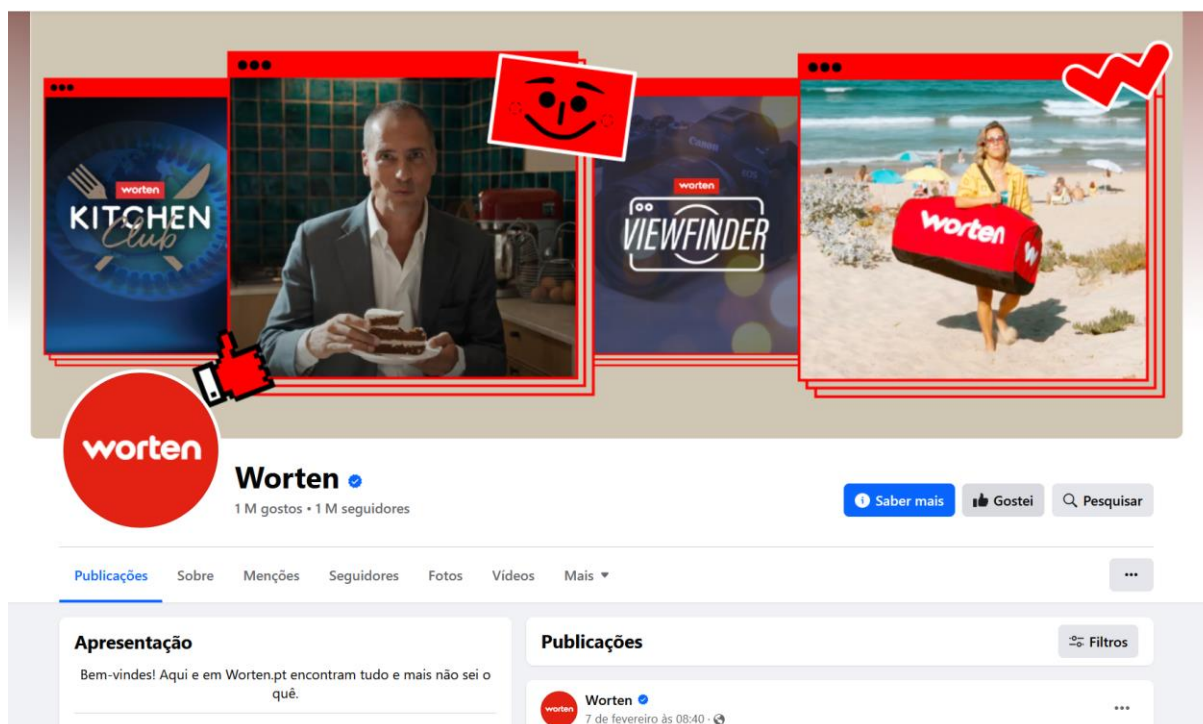 worten
KITCHEN
Club
Canon
EOS
worten
VIEWFINDER
worten
W
worten
Worten
1 M gostos • 1 M seguidores
Saber mais
Gostei
Pesquisar
Publicações
Sobre
Menções
Seguidores
Fotos
Vídeos
Mais
Apresentação
Bem-vindes! Aqui e em Worten.pt encontram tudo e mais não sei o
quê.
Publicações
Filtros
worten
Worten
7 de fevereiro às 08:40 ·